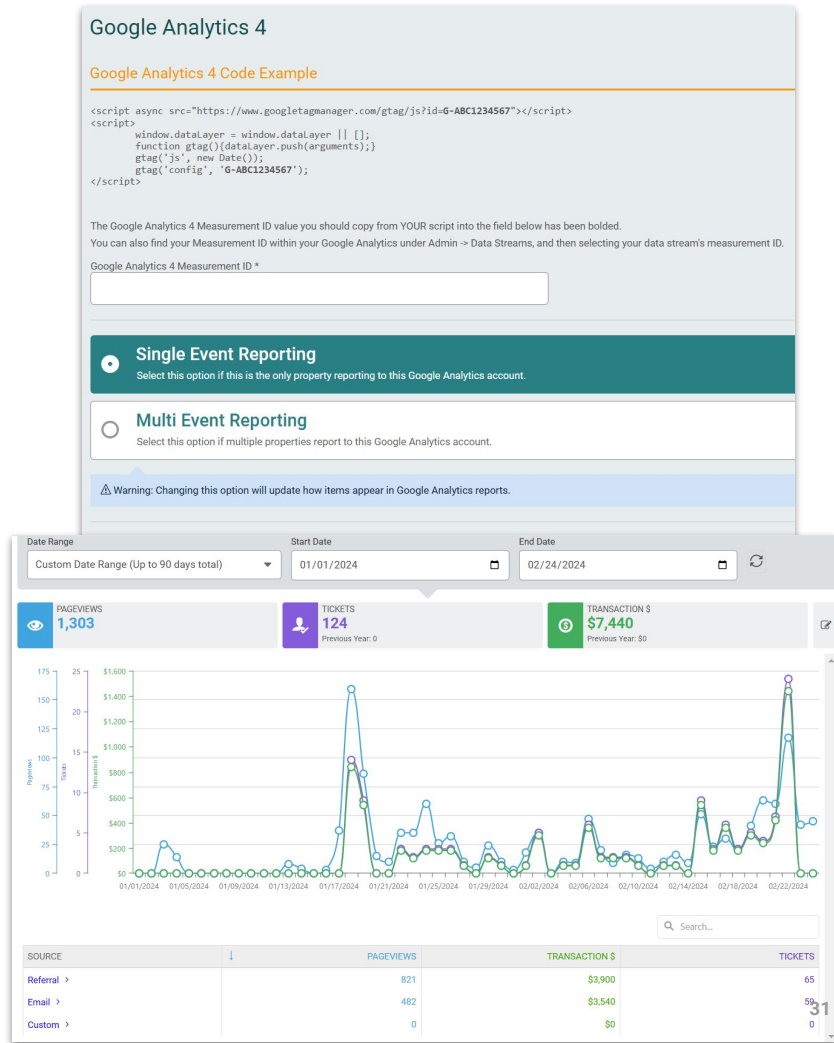 Google Analytics 4
Google Analytics 4 Code Example
<script async src="https://www.googletagmanager.com/gtag/js?id=G-ABC1234567"></script>
<script>
window.dataLayer = window.dataLayer || [];
function gtag(){dataLayer.push(arguments);}
gtag('js', new Date());
gtag('config', 'G-ABC1234567');
</script>
The Google Analytics 4 Measurement ID value you should copy from YOUR script into the field below has been bolded.
You can also find your Measurement ID within your Google Analytics under Admin -> Data Streams, and then selecting your data stream's measurement ID.
Google Analytics 4 Measurement ID *
Single Event Reporting
Select this option if this is the only property reporting to this Google Analytics account.
Multi Event Reporting
Select this option if multiple properties report to this Google Analytics account.
⚠ Warning: Changing this option will update how items appear in Google Analytics reports.
Date Range Start Date End Date
Custom Date Range (Up to 90 days total) 01/01/2024 02/24/2024
PAGEVIEWS TICKETS TRANSACTION $
1,303 124 $7,440
Previous Year: 0 Previous Year: $0
175 25 $1,600
150 $1,400
20 $1,200
125
15 $1,000
100
$800
75 10
$600
50 $400
5
25 $200
0 0 $0
Pageviews Tickets Transaction $
01/01/2024 01/05/2024 01/09/2024 01/13/2024 01/17/2024 01/21/2024 01/25/2024 01/29/2024 02/02/2024 02/06/2024 02/10/2024 02/14/2024 02/18/2024 02/22/2024
Search...
SOURCE ↓ PAGEVIEWS TRANSACTION $ TICKETS
Referral > 821 $3,900 65
Email > 482 $3,540 59
Custom > 0 $0 0
31